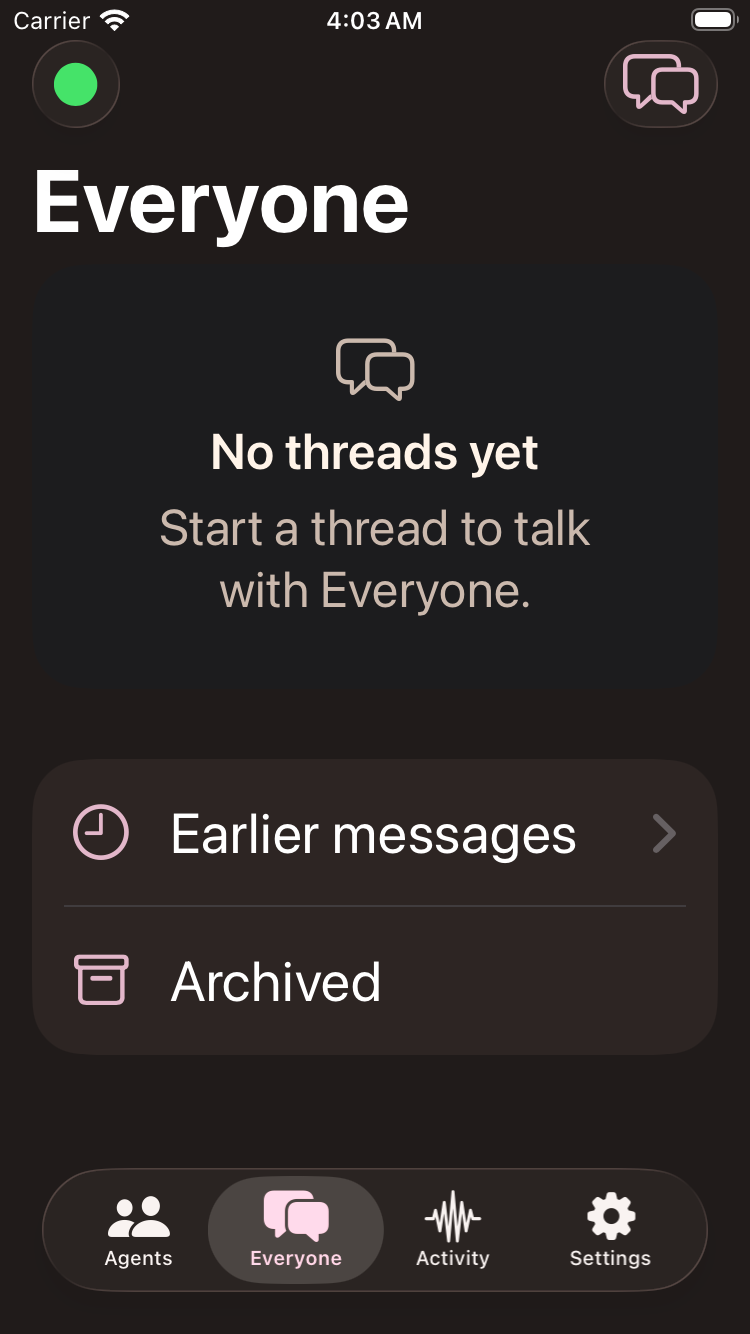 Carrier 4:03 AM
Everyone
No threads yet
Start a thread to talk
with Everyone.
Earlier messages
Archived
Agents Everyone Activity Settings